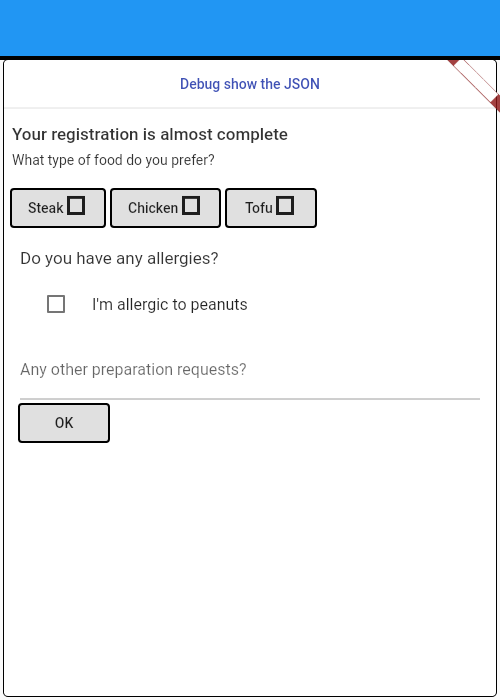 Debug show the JSON
Your registration is almost complete
What type of food do you prefer?
Steak Chicken Tofu
Do you have any allergies?
I'm allergic to peanuts
Any other preparation requests?
OK